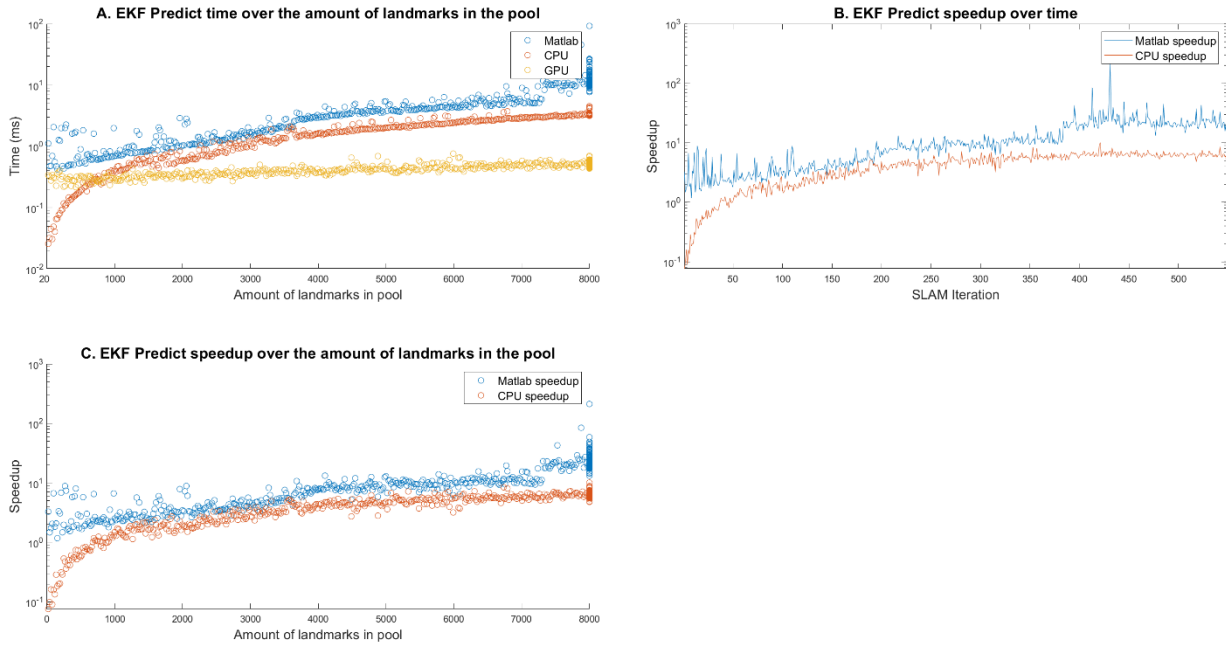 A. EKF Predict time over the amount of landmarks in the pool
10^3
10^2
10^1
10^0
10^-1
10^-2
Time (ms)
Matlab
CPU
GPU
20 1000 2000 3000 4000 5000 6000 7000 8000
Amount of landmarks in pool
B. EKF Predict speedup over time
10^3
10^2
10^1
10^0
10^-1
Speedup
Matlab speedup
CPU speedup
50 100 150 200 250 300 350 400 450 500
SLAM Iteration
C. EKF Predict speedup over the amount of landmarks in the pool
10^3
10^2
10^1
10^0
10^-1
Speedup
Matlab speedup
CPU speedup
0 1000 2000 3000 4000 5000 6000 7000 8000
Amount of landmarks in pool